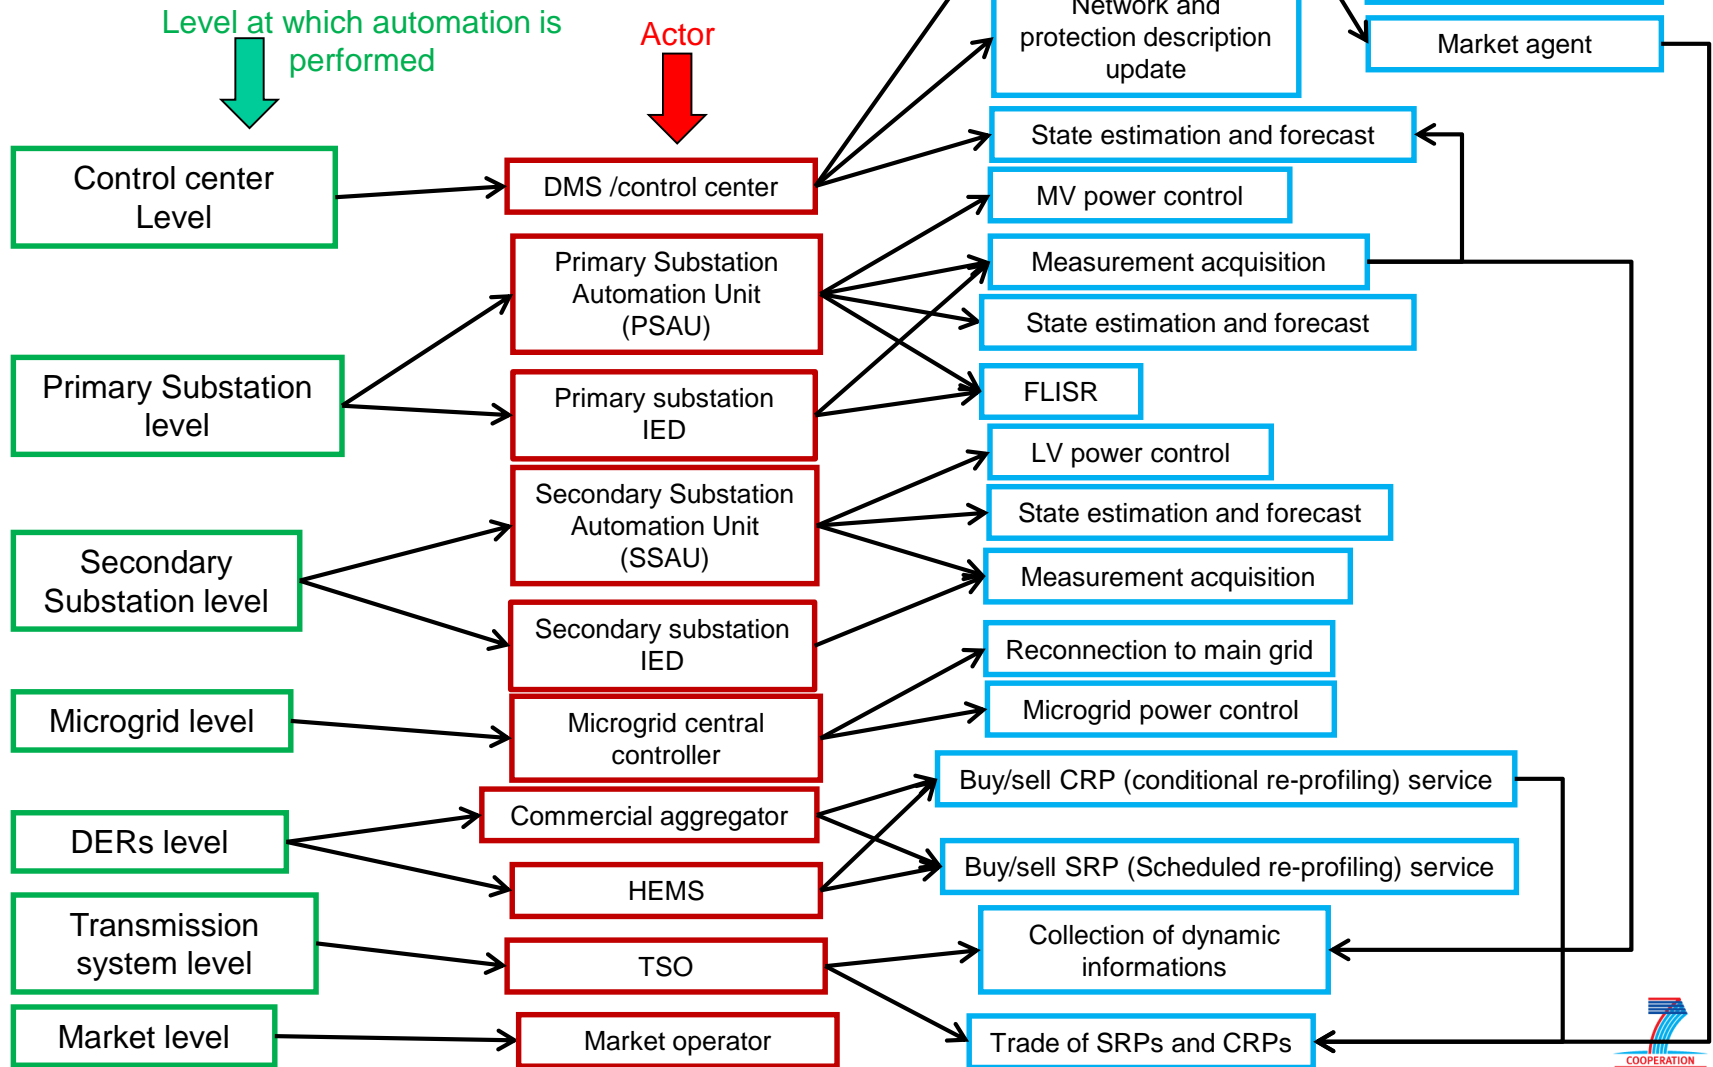 Level at which automation is
performed
Actor
Network and
protection description
update
Market agent
State estimation and forecast
Control center
Level
DMS /control center
MV power control
Primary Substation
Automation Unit
(PSAU)
Measurement acquisition
State estimation and forecast
Primary Substation
level
Primary substation
IED
FLISR
LV power control
Secondary Substation
Automation Unit
(SSAU)
State estimation and forecast
Secondary
Substation level
Measurement acquisition
Secondary substation
IED
Reconnection to main grid
Microgrid level
Microgrid central
controller
Microgrid power control
Buy/sell CRP (conditional re-profiling) service
DERs level
Commercial aggregator
Buy/sell SRP (Scheduled re-profiling) service
HEMS
Transmission
system level
TSO
Collection of dynamic
informations
Market level
Market operator
Trade of SRPs and CRPs
COOPERATION